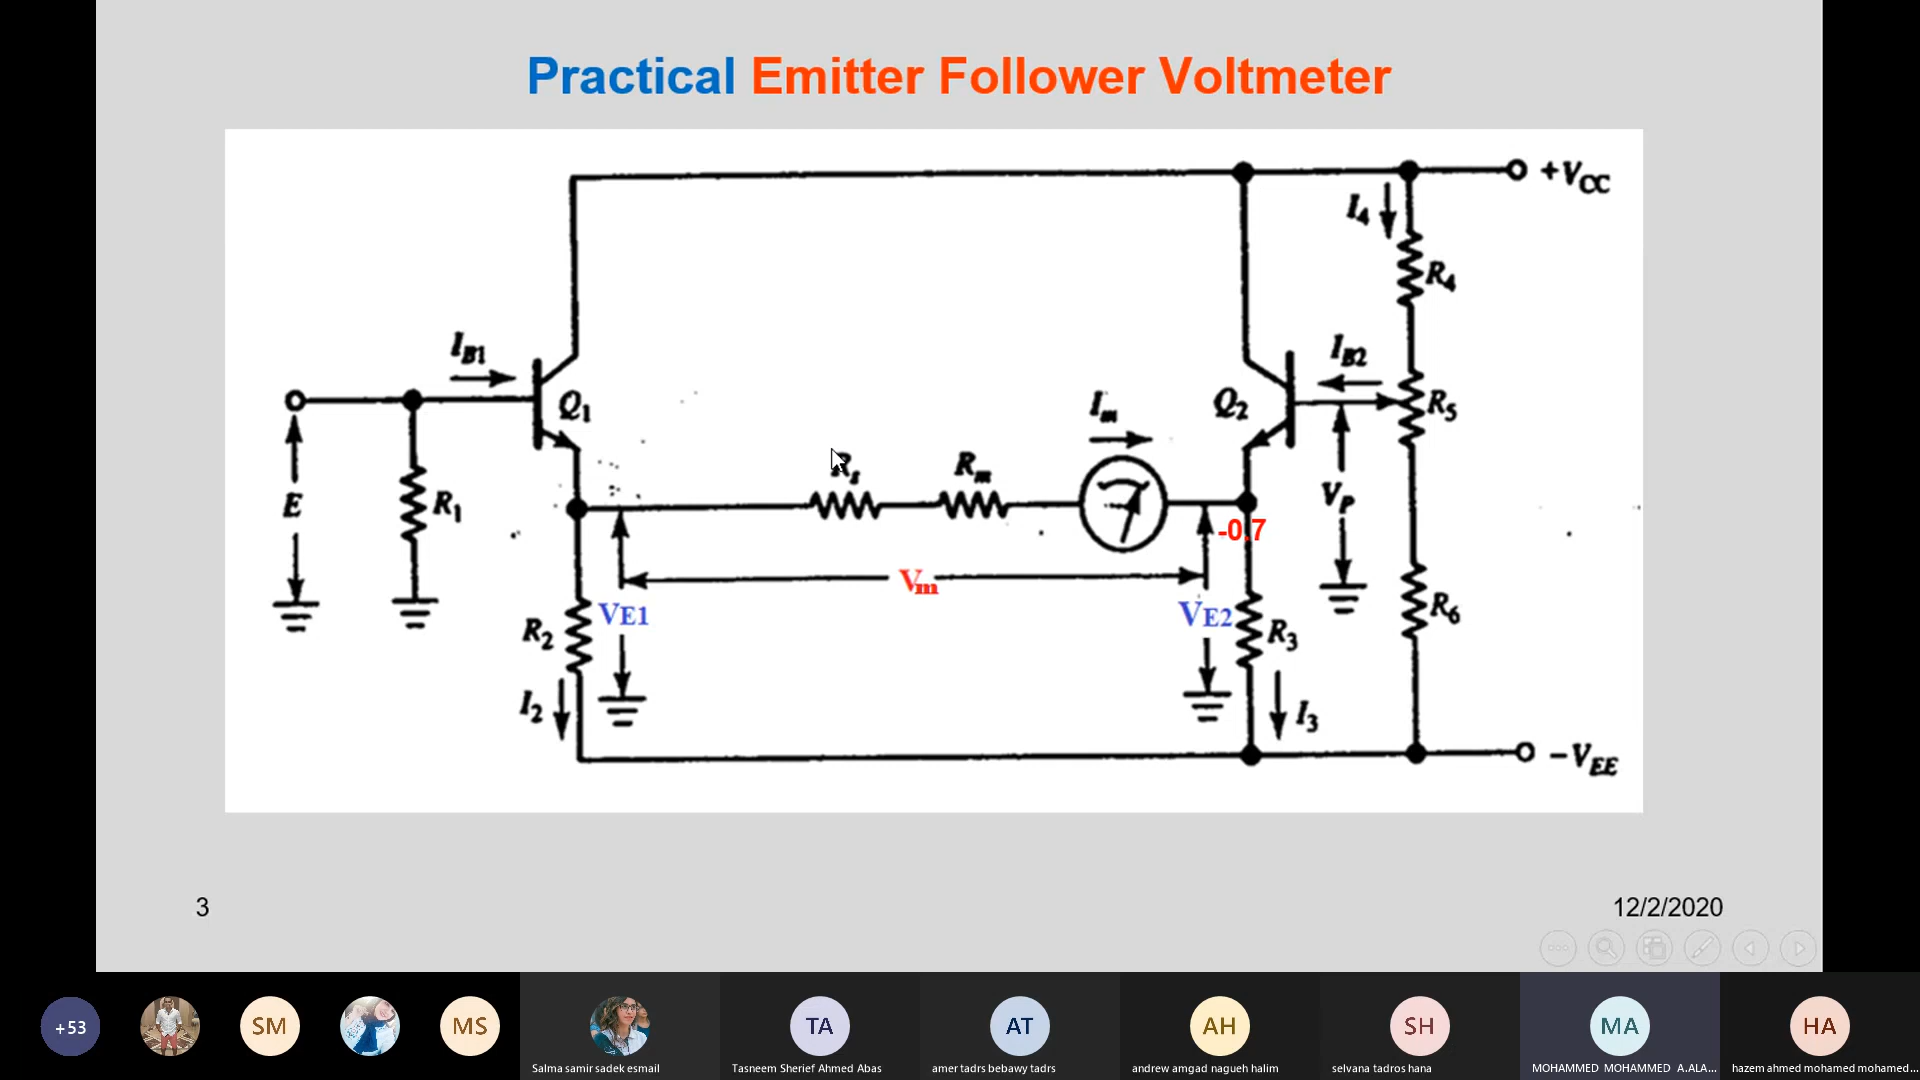 Practical Emitter Follower Voltmeter
+VCC
I4
R4
IB1
IB2
Q1
Q2
R5
Im
E
R1
Rs
Rm
VP
-0.7
Vm
VE1
VE2
R2
R3
R6
I2
I3
−VEE
3
12/2/2020
+53
SM
MS
TA
AT
AH
SH
MA
HA
Salma samir sadek esmail
Tasneem Sherief Ahmed Abas
amer tadrs bebawy tadrs
andrew amgad nagueh halim
selvana tadros hana
MOHAMMED MOHAMMED A.ALA...
hazem ahmed mohamed mohamed...